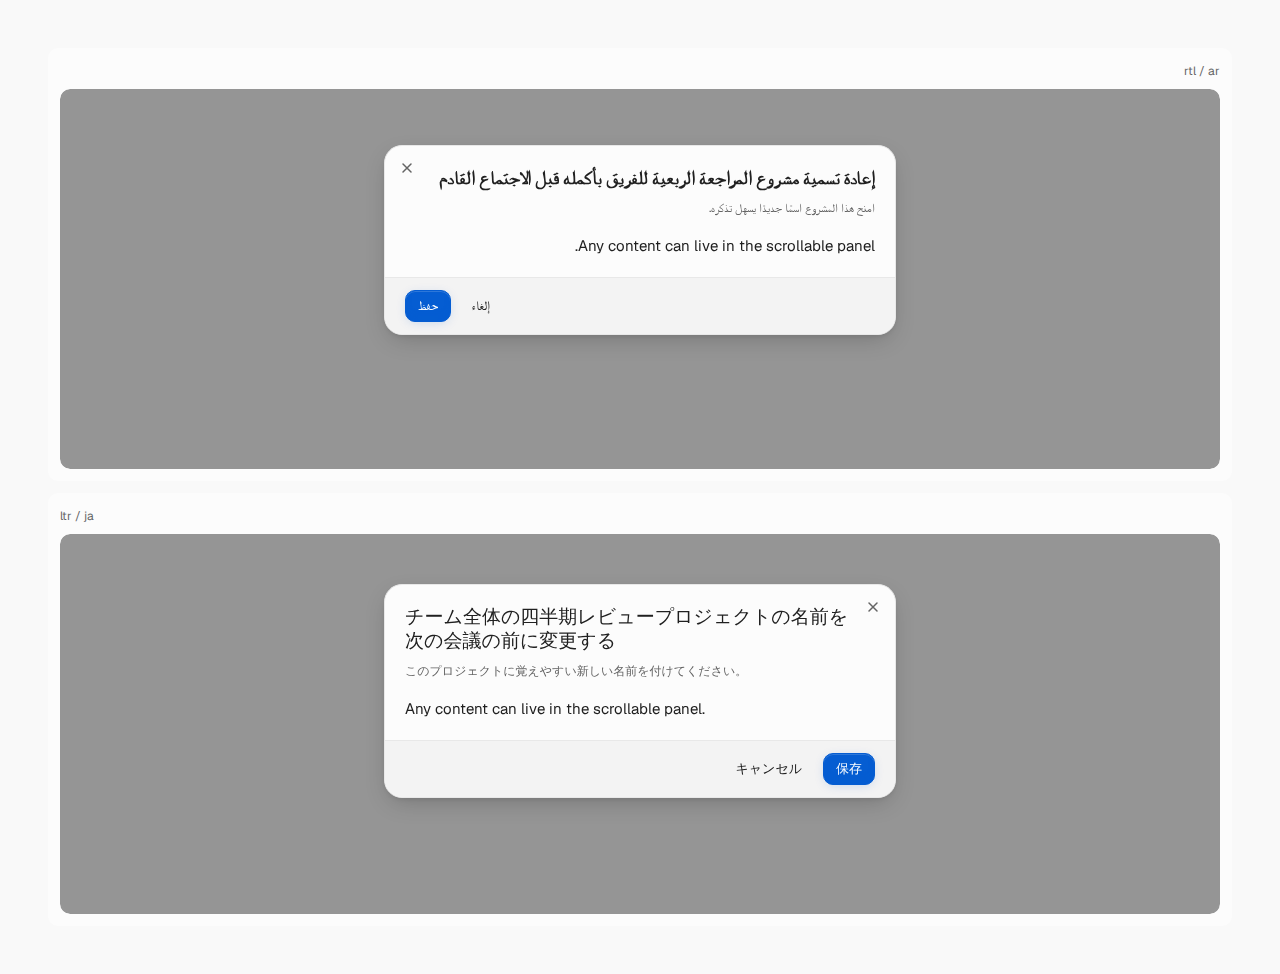 rtl / ar
إعادة تسمية مشروع المراجعة الربعية للفريق بأكمله قبل الاجتماع القادم
امنح هذا المشروع اسمًا جديدًا يسهل تذكره.
Any content can live in the scrollable panel.
إلغاء
حفظ
ltr / ja
チーム全体の四半期レビュープロジェクトの名前を
次の会議の前に変更する
このプロジェクトに覚えやすい新しい名前を付けてください。
Any content can live in the scrollable panel.
キャンセル
保存